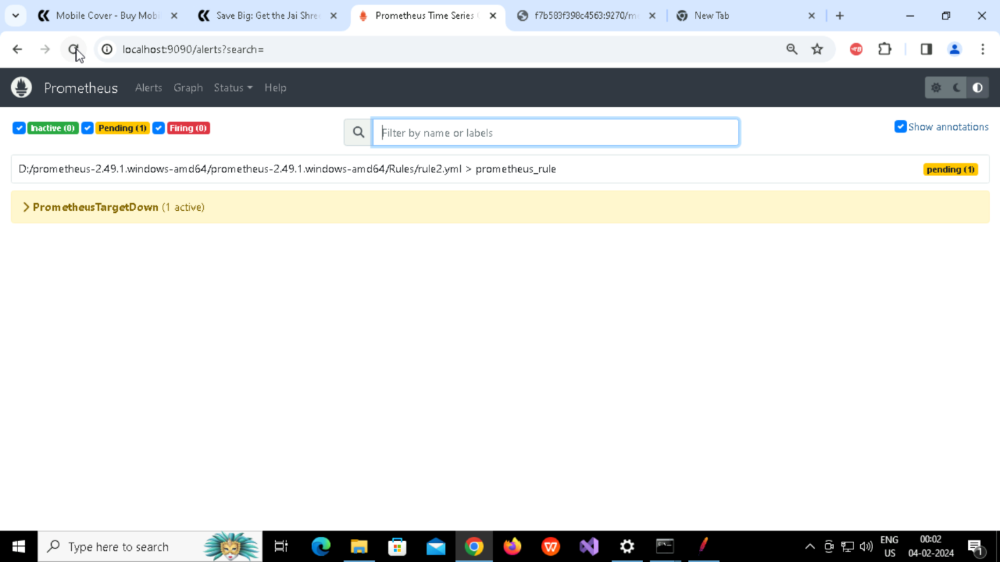 Mobile Cover - Buy Mobi
Save Big: Get the Jai Shre
Prometheus Time Series
f7b583f398c4563:9270/m
New Tab
localhost:9090/alerts?search=
Prometheus
Alerts
Graph
Status
Help
Inactive (0)
Pending (1)
Firing (0)
Filter by name or labels
Show annotations
D:/prometheus-2.49.1.windows-amd64/prometheus-2.49.1.windows-amd64/Rules/rule2.yml > prometheus_rule
pending (1)
PrometheusTargetDown (1 active)
Type here to search
ENG
US
00:02
04-02-2024
1